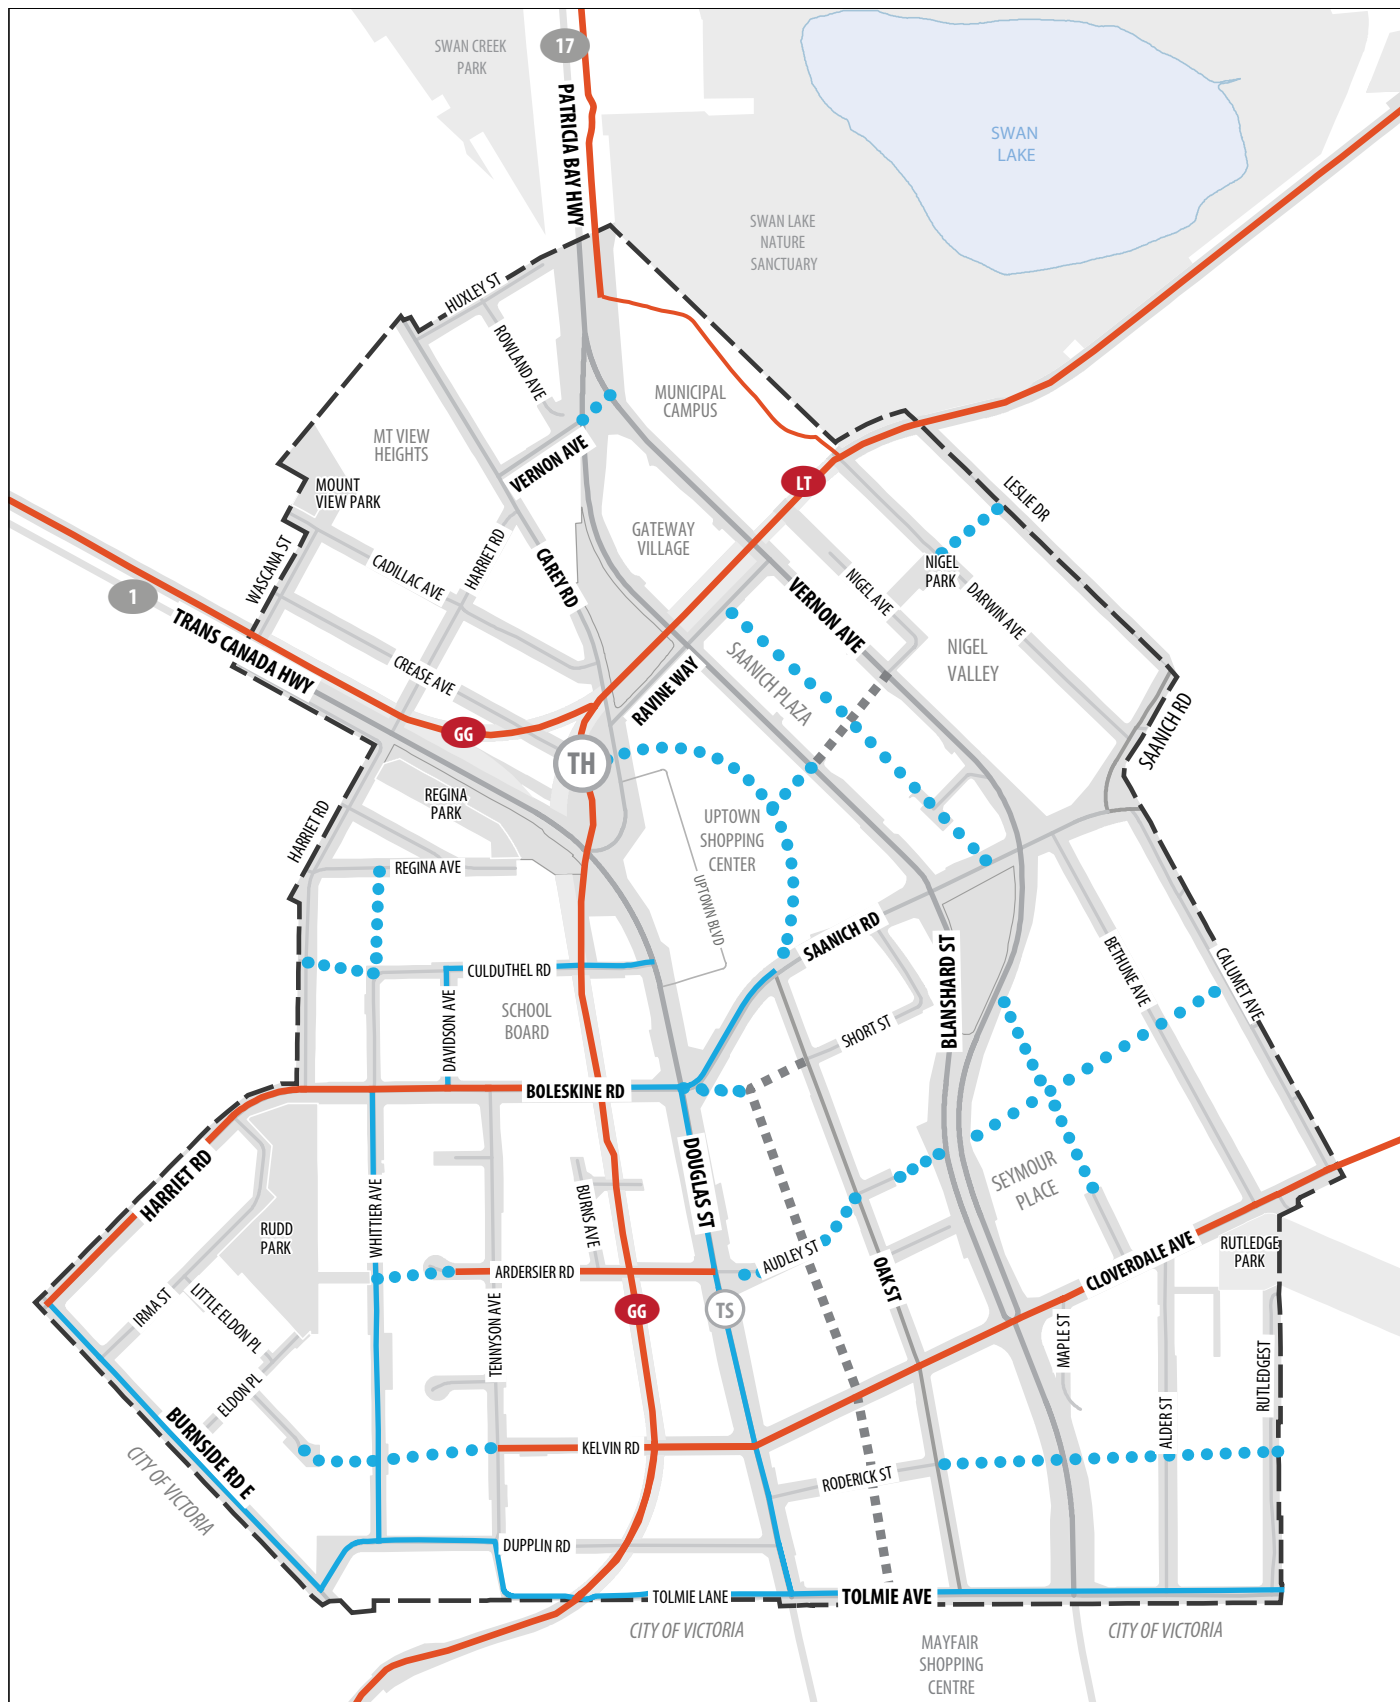 SWAN CREEK
PARK
17
PATRICIA BAY HWY
SWAN
LAKE
SWAN LAKE
NATURE
SANCTUARY
HUXLEY ST
ROWLAND AVE
MUNICIPAL
CAMPUS
MT VIEW
HEIGHTS
VERNON AVE
MOUNT
VIEW PARK
LT
LESLIE DR
GATEWAY
VILLAGE
WASCANA ST
CADILLAC AVE
HARRIET RD
CAREY RD
NIGEL
PARK
NIGEL AVE
DARWIN AVE
VERNON AVE
1
TRANS CANADA HWY
CREASE AVE
RAVINE WAY
SAANICH PLAZA
NIGEL
VALLEY
SAANICH RD
GG
TH
REGINA
PARK
HARRIET RD
UPTOWN
SHOPPING
CENTER
REGINA AVE
UPTOWN BLVD
SAANICH RD
BLANSHARD ST
BETHUNE AVE
CALUMET AVE
CULDUTHEL RD
DAVIDSON AVE
SCHOOL
BOARD
SHORT ST
BOLESKINE RD
HARRIET RD
WHITTIER AVE
BURNS AVE
DOUGLAS ST
SEYMOUR
PLACE
RUDD
PARK
ARDERSIER RD
AUDLEY ST
OAK ST
CLOVERDALE AVE
RUTLEDGE
PARK
IRMA ST
LITTLE ELDON PL
TENNYSON AVE
GG
TS
MAPLE ST
ELDON PL
RUTLEDGEST
ALDER ST
BURNSIDE RD E
CITY OF VICTORIA
KELVIN RD
RODERICK ST
DUPPLIN RD
TOLMIE LANE
TOLMIE AVE
CITY OF VICTORIA
CITY OF VICTORIA
MAYFAIR
SHOPPING
CENTRE